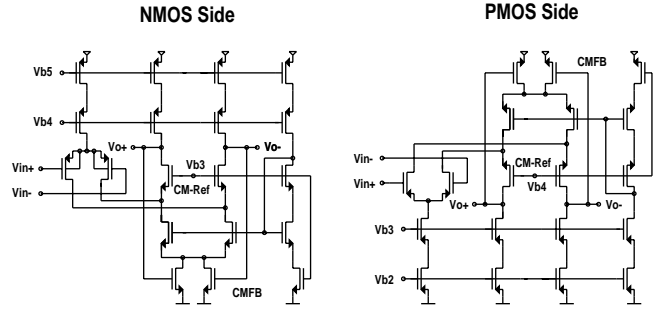 NMOS Side
PMOS Side
Vb5
Vb4
Vo+
Vo-
Vb3
CM-Ref
Vin+
Vin-
CMFB
CMFB
Vin-
Vin+
CM-Ref
Vb4
Vo+
Vo-
Vb3
Vb2